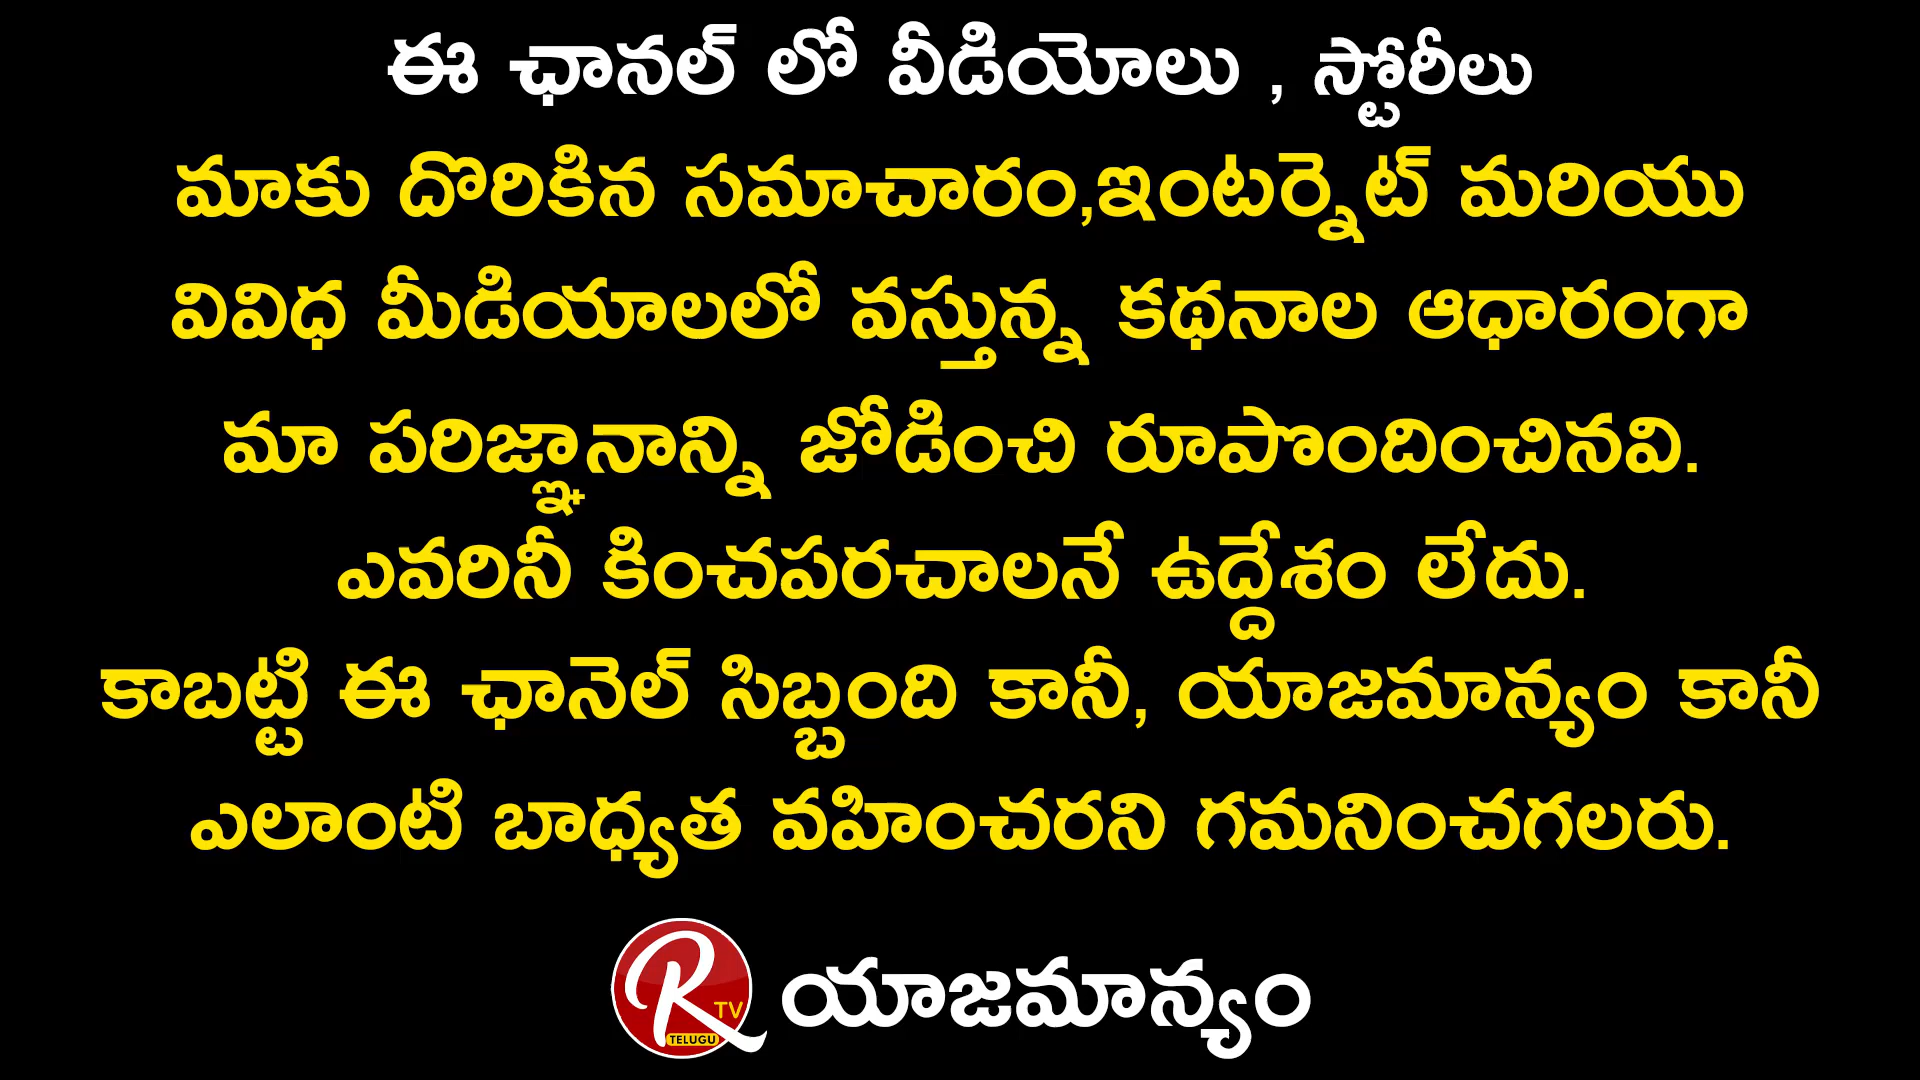 ఈ ఛానల్ లో వీడియోలు , స్టోరీలు
మాకు దొరికిన సమాచారం,ఇంటర్నెట్ మరియు
వివిధ మీడియాలలో వస్తున్న కథనాల ఆధారంగా
మా పరిజ్ఞానాన్ని జోడించి రూపొందించినవి.
ఎవరినీ కించపరచాలనే ఉద్దేశం లేదు.
కాబట్టి ఈ ఛానెల్ సిబ్బంది కానీ, యాజమాన్యం కానీ
ఎలాంటి బాధ్యత వహించరని గమనించగలరు.
R TV TELUGU యాజమాన్యం